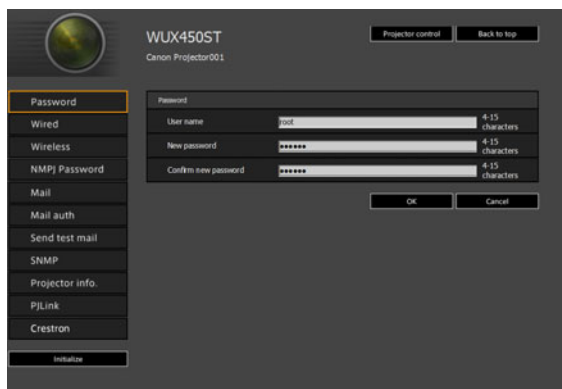 WUX450ST
Canon Projector001
Projector control
Back to top
Password
Wired
Wireless
NMPJ Password
Mail
Mail auth
Send test mail
SNMP
Projector info.
PJLink
Crestron
Initialize
Password
User name
root
4-15
characters
New password
••••••
4-15
characters
Confirm new password
••••••
4-15
characters
OK
Cancel